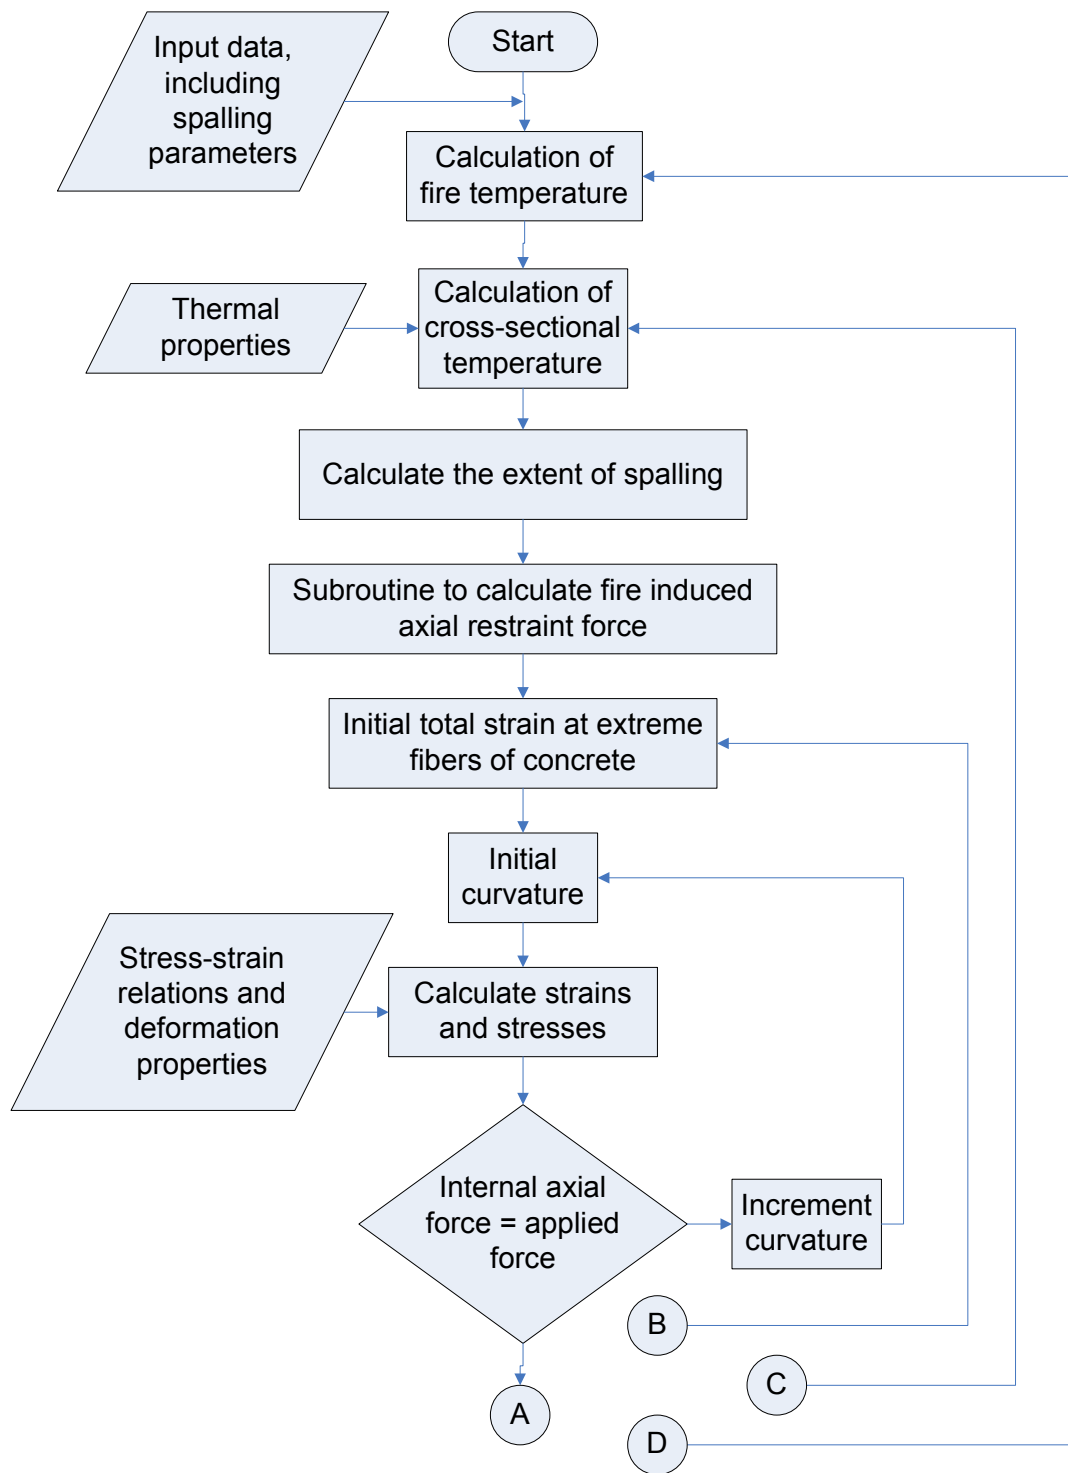 Start
Input data,
including
spalling
parameters
Calculation of
fire temperature
Thermal
properties
Calculation of
cross-sectional
temperature
Calculate the extent of spalling
Subroutine to calculate fire induced
axial restraint force
Initial total strain at extreme
fibers of concrete
Initial
curvature
Stress-strain
relations and
deformation
properties
Calculate strains
and stresses
Internal axial
force = applied
force
Increment
curvature
B
C
A
D